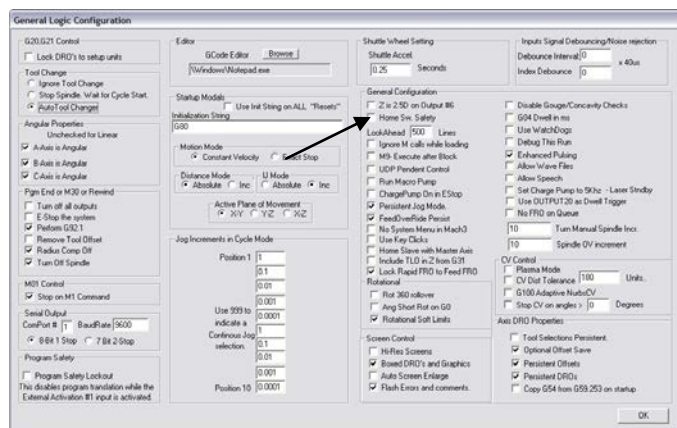 General Logic Configuration
G20,G21 Control
Lock DRO's to setup units
Tool Change
Ignore Tool Change
Stop Spindle. Wait for Cycle Start.
Auto Tool Changer
Angular Properties
Unchecked for Linear
A-Axis is Angular
B-Axis is Angular
C-Axis is Angular
Pgm End or M30 or Rewind
Turn off all outputs
E-Stop the system
Perform G92.1
Remove Tool Offset
Radius Comp Off
Turn Off Spindle
M01 Control
Stop on M1 Command
Serial Output
ComPort # 1 BaudRate 9600
8-Bit 1 Stop 7 Bit 2-Stop
Program Safety
Program Safety Lockout
This disables program translation while the
External Activation #1 input is activated.
Editor
GCode Editor Browse
\Windows\Notepad.exe
Startup Modals
Use Init String on ALL "Resets"
Initialization String
G80
Motion Mode
Constant Velocity Exact Stop
Distance Mode
Absolute Inc
IJ Mode
Absolute Inc
Active Plane of Movement
X-Y Y-Z X-Z
Jog Increments in Cycle Mode
Position 1 1
0.1
0.01
0.001
Use 999 to
indicate a
Continous Jog
selection.
0.0001
1
0.1
0.01
0.001
Position 10 0.0001
Shuttle Wheel Setting
Shuttle Accel.
0.25 Seconds
General Configuration
Z is 2.5D on Output #6
Home Sw. Safety
LookAhead 500 Lines
Ignore M calls while loading
M9- Execute after Block
UDP Pendent Control
Run Macro Pump
ChargePump On in EStop
Persistent Jog Mode.
FeedOverRide Persist
No System Menu in Mach3
Use Key Clicks
Home Slave with Master Axis
Include TLO in Z from G31
Lock Rapid FRO to Feed FRO
Rotational
Rot 360 rollover
Ang Short Rot on G0
Rotational Soft Limits
Screen Control
Hi-Res Screens
Boxed DRO's and Graphics
Auto Screen Enlarge
Flash Errors and comments.
Inputs Signal Debouncing/Noise rejection
Debounce Interval: 0 x 40us
Index Debounce 0
Disable Gouge/Concavity Checks
G04 Dwell in ms
Use WatchDogs
Debug This Run
Enhanced Pulsing
Allow Wave Files
Allow Speech
Set Charge Pump to 5Khz - Laser Stndby
Use OUTPUT20 as Dwell Trigger
No FRO on Queue
10 Turn Manual Spindle Incr.
10 Spindle OV increment
CV Control
Plasma Mode
CV Dist Tolerance 180 Units..
G100 Adaptive NurbsCV
Stop CV on angles > 0 Degrees
Axis DRO Properties
Tool Selections Persistent.
Optional Offset Save
Persistent Offsets
Persistent DROs
Copy G54 from G59.253 on startup
OK